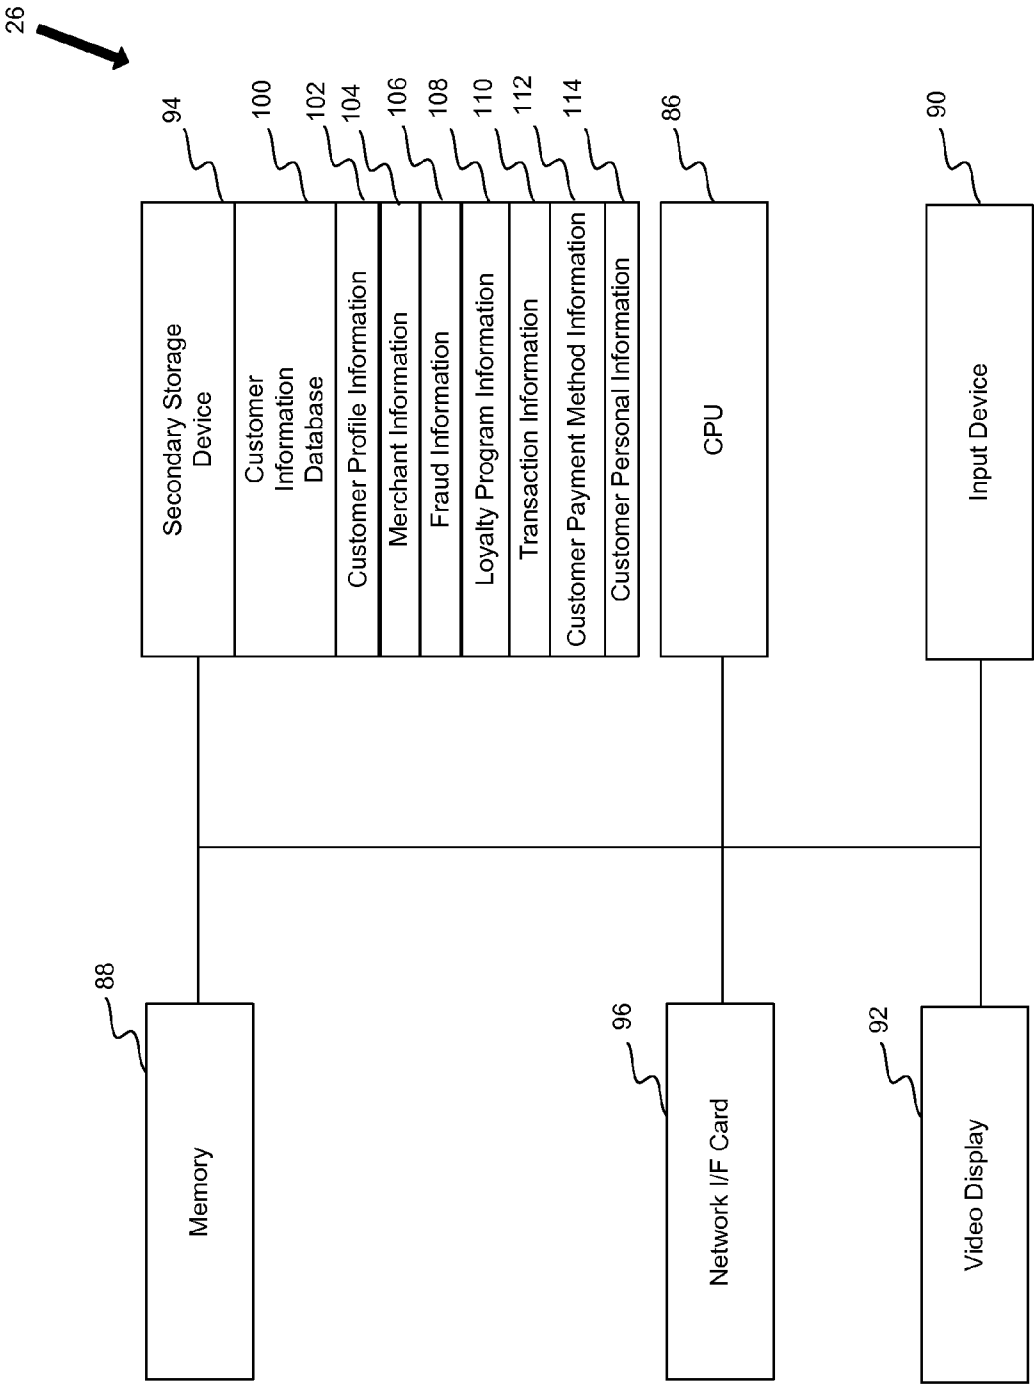 26
94
100
102
104
106
108
110
112
114
86
90
Secondary Storage
Device
Customer
Information
Database
Customer Profile Information
Merchant Information
Fraud Information
Loyalty Program Information
Transaction Information
Customer Payment Method Information
Customer Personal Information
CPU
Input Device
88
Memory
96
Network I/F Card
92
Video Display